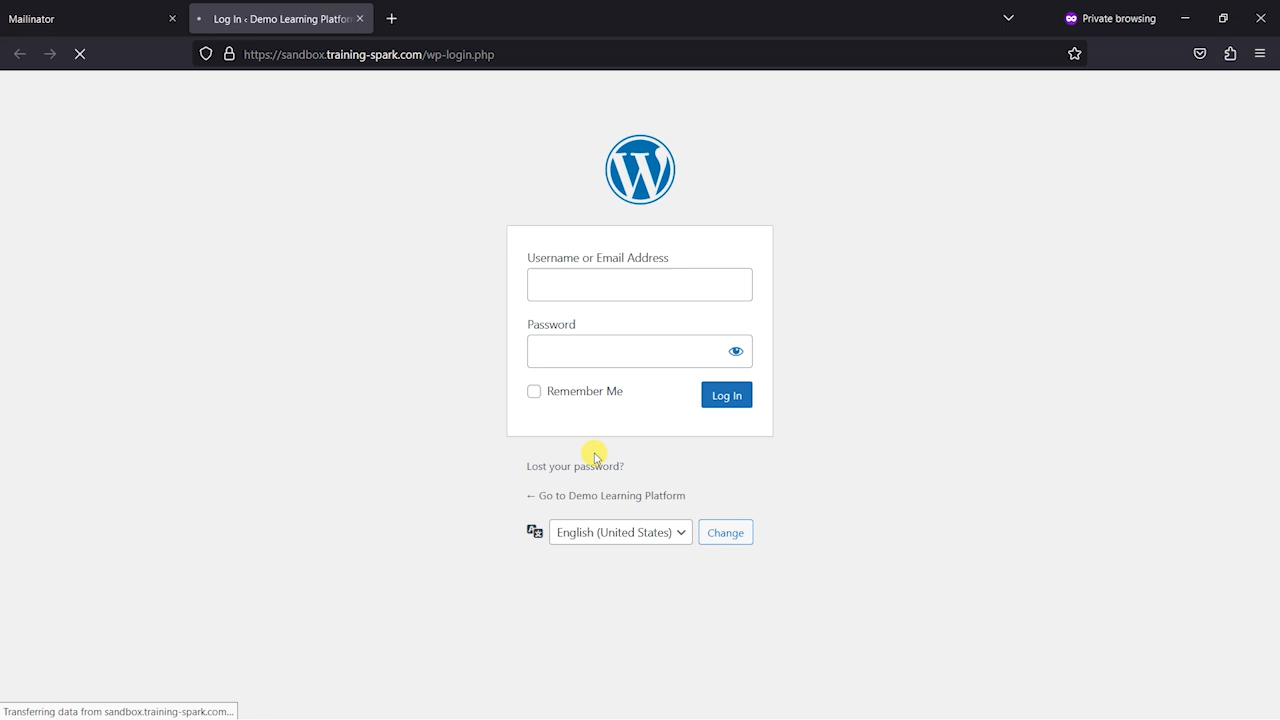 Mailinator
Log In ‹ Demo Learning Platfor
Private browsing
https://sandbox.training-spark.com/wp-login.php
Username or Email Address
Password
Remember Me
Log In
Lost your password?
← Go to Demo Learning Platform
English (United States)
Change
Transferring data from sandbox.training-spark.com...